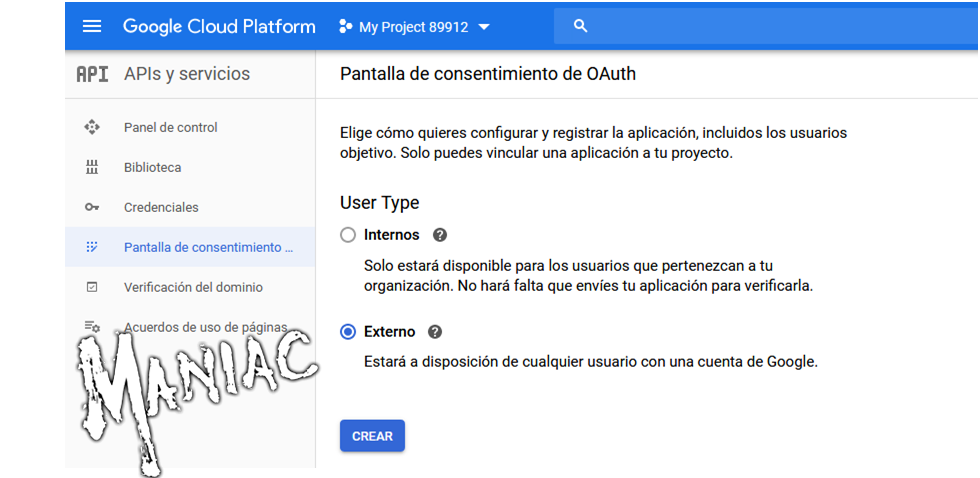 Google Cloud Platform
My Project 89912
API APIs y servicios
Panel de control
Biblioteca
Credenciales
Pantalla de consentimiento ...
Verificación del dominio
Acuerdos de uso de páginas...
MANIAC
Pantalla de consentimiento de OAuth
Elige cómo quieres configurar y registrar la aplicación, incluidos los usuarios
objetivo. Solo puedes vincular una aplicación a tu proyecto.
User Type
Internos
Solo estará disponible para los usuarios que pertenezcan a tu
organización. No hará falta que envíes tu aplicación para verificarla.
Externo
Estará a disposición de cualquier usuario con una cuenta de Google.
CREAR